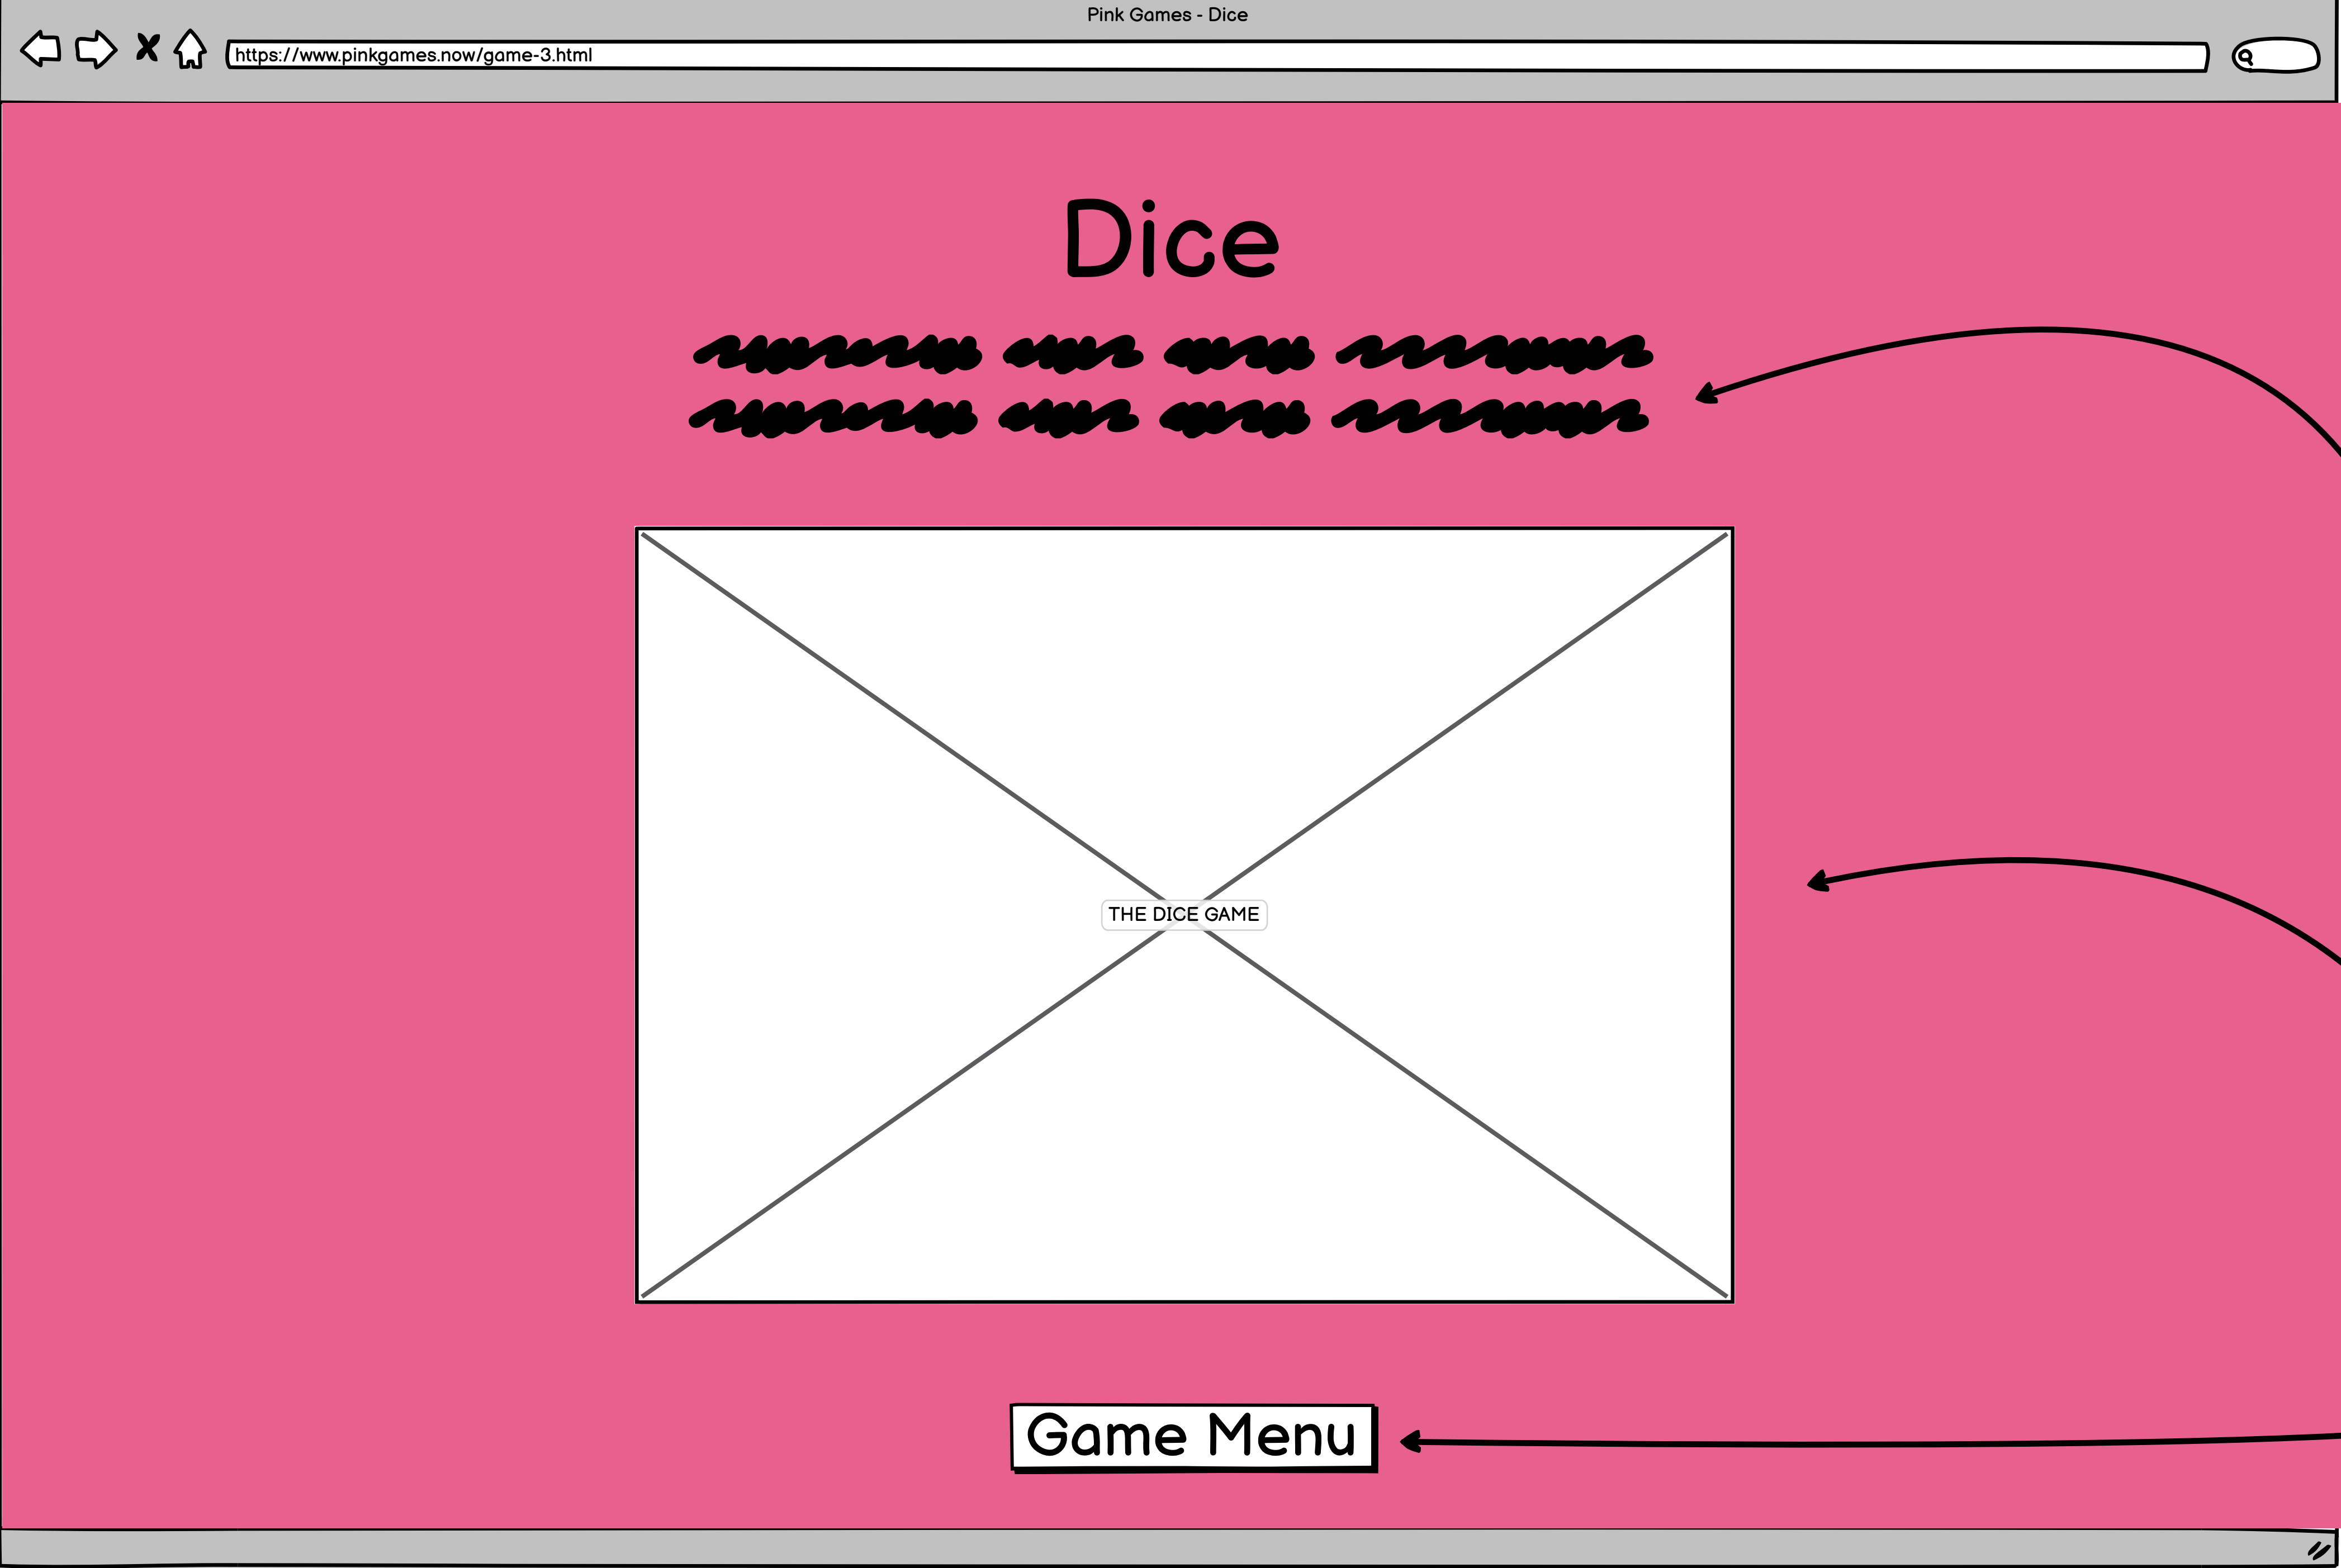 Pink Games - Dice
https://www.pinkgames.now/game-3.html
Dice
THE DICE GAME
Game Menu